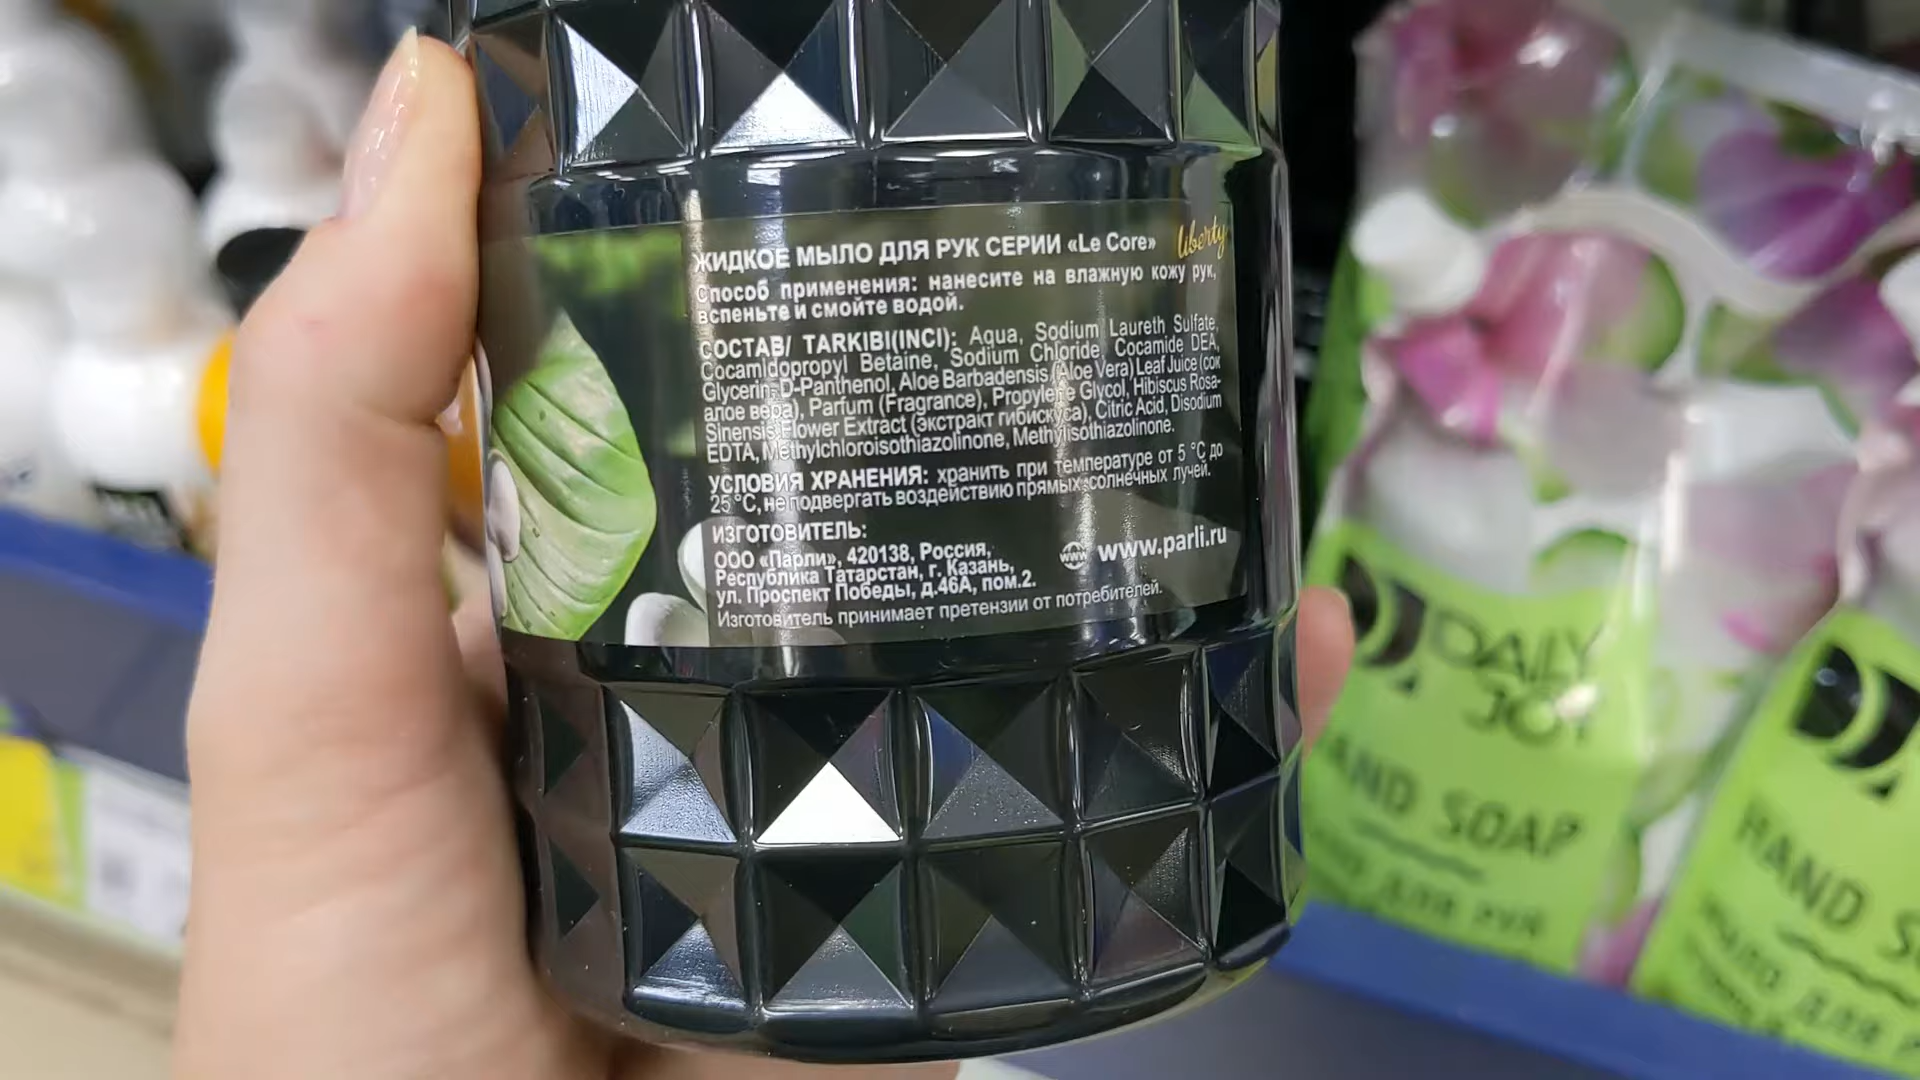 ЖИДКОЕ МЫЛО ДЛЯ РУК СЕРИИ «Le Core» liberty
Способ применения: нанесите на влажную кожу рук,
вспеньте и смойте водой.
СОСТАВ/ TARKIBI(INCI): Aqua, Sodium Laureth Sulfate,
Cocamidopropyl Betaine, Sodium Chloride, Cocamide DEA,
Glycerin, D-Panthenol, Aloe Barbadensis (Aloe Vera) Leaf Juice (сок
алое вера), Parfum (Fragrance), Propylene Glycol, Hibiscus Rosa-
Sinensis Flower Extract (экстракт гибискуса), Citric Acid, Disodium
EDTA, Methylchloroisothiazolinone, Methylisothiazolinone.
УСЛОВИЯ ХРАНЕНИЯ: хранить при температуре от 5 °C до
25 °C, не подвергать воздействию прямых солнечных лучей.
ИЗГОТОВИТЕЛЬ:
ООО «Парли», 420138, Россия,
Республика Татарстан, г. Казань,
ул. Проспект Победы, д.46А, пом.2.
www www.parli.ru
Изготовитель принимает претензии от потребителей.
DAILY
JOY
AND SOAP
HAND S